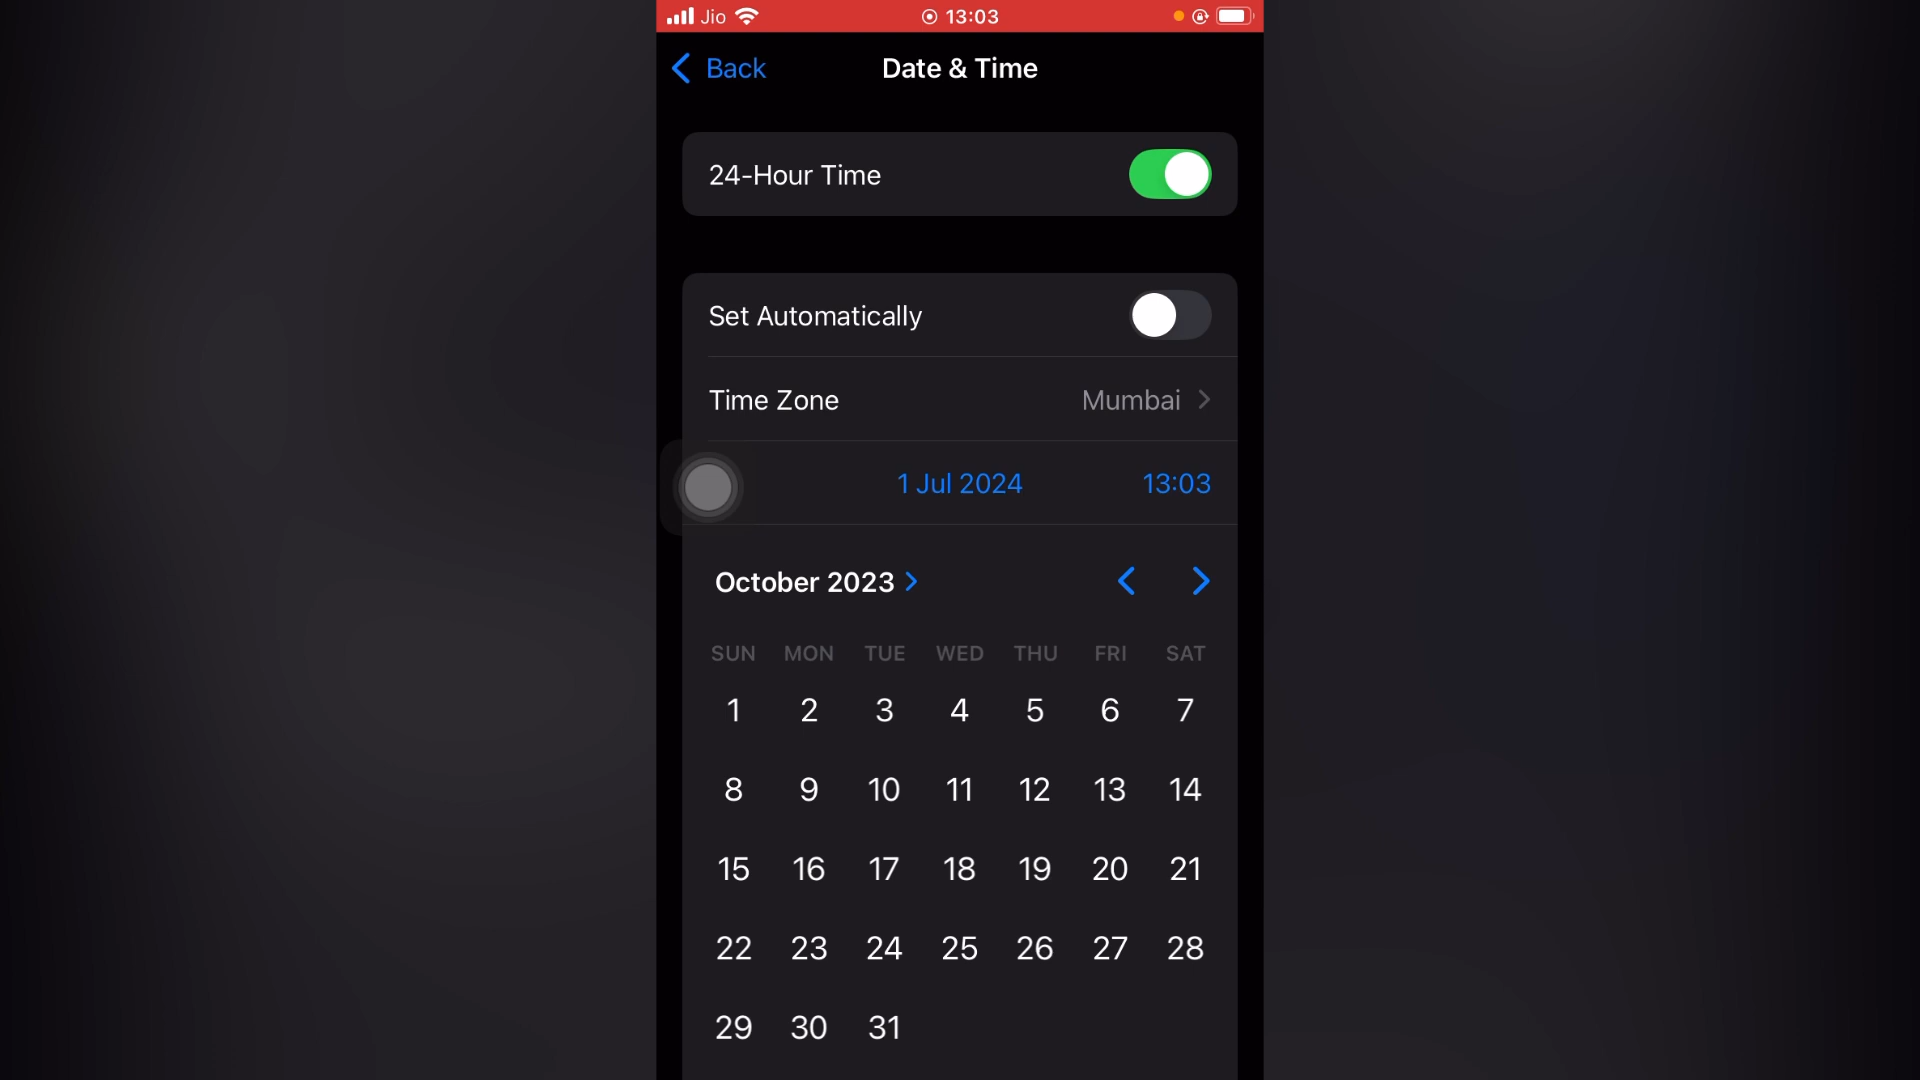 Jio 13:03
Back Date & Time
24-Hour Time
Set Automatically
Time Zone Mumbai
1 Jul 2024 13:03
October 2023
SUN MON TUE WED THU FRI SAT
1 2 3 4 5 6 7
8 9 10 11 12 13 14
15 16 17 18 19 20 21
22 23 24 25 26 27 28
29 30 31